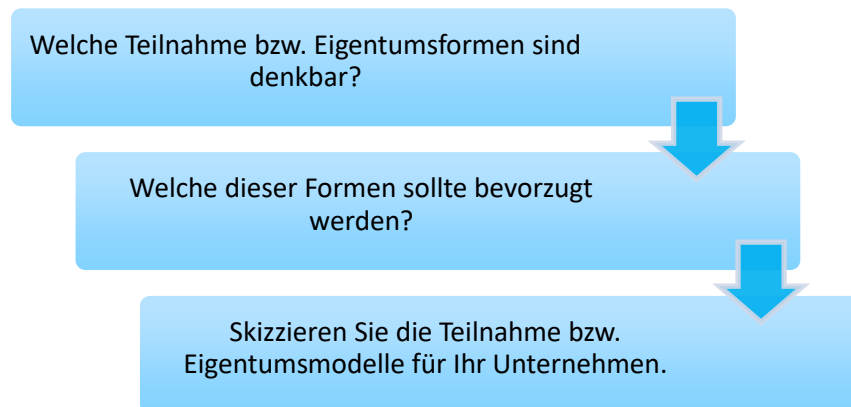 Welche Teilnahme bzw. Eigentumsformen sind
denkbar?
Welche dieser Formen sollte bevorzugt
werden?
Skizzieren Sie die Teilnahme bzw.
Eigentumsmodelle für Ihr Unternehmen.